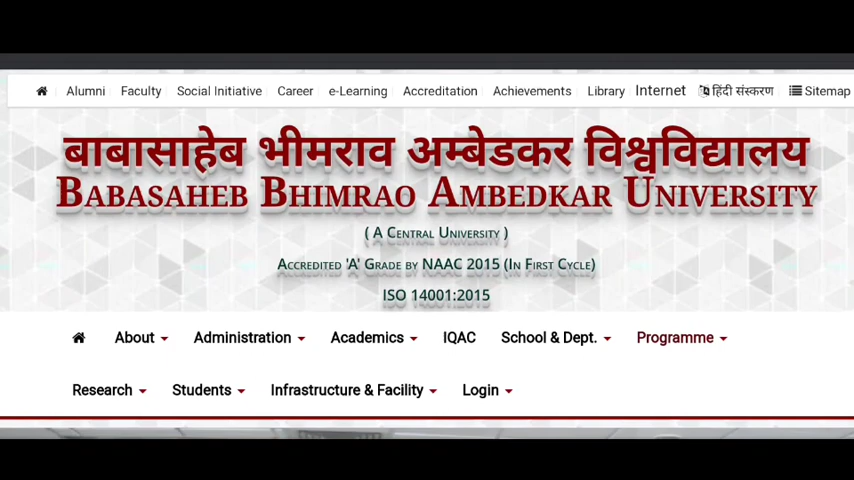 Alumni Faculty Social Initiative Career e-Learning Accreditation Achievements Library Internet हिंदी संस्करण Sitemap
बाबासाहेब भीमराव अम्बेडकर विश्वविद्यालय
BABASAHEB BHIMRAO AMBEDKAR UNIVERSITY
( A CENTRAL UNIVERSITY )
ACCREDITED 'A' GRADE BY NAAC 2015 (IN FIRST CYCLE)
ISO 14001:2015
About Administration Academics IQAC School & Dept. Programme
Research Students Infrastructure & Facility Login